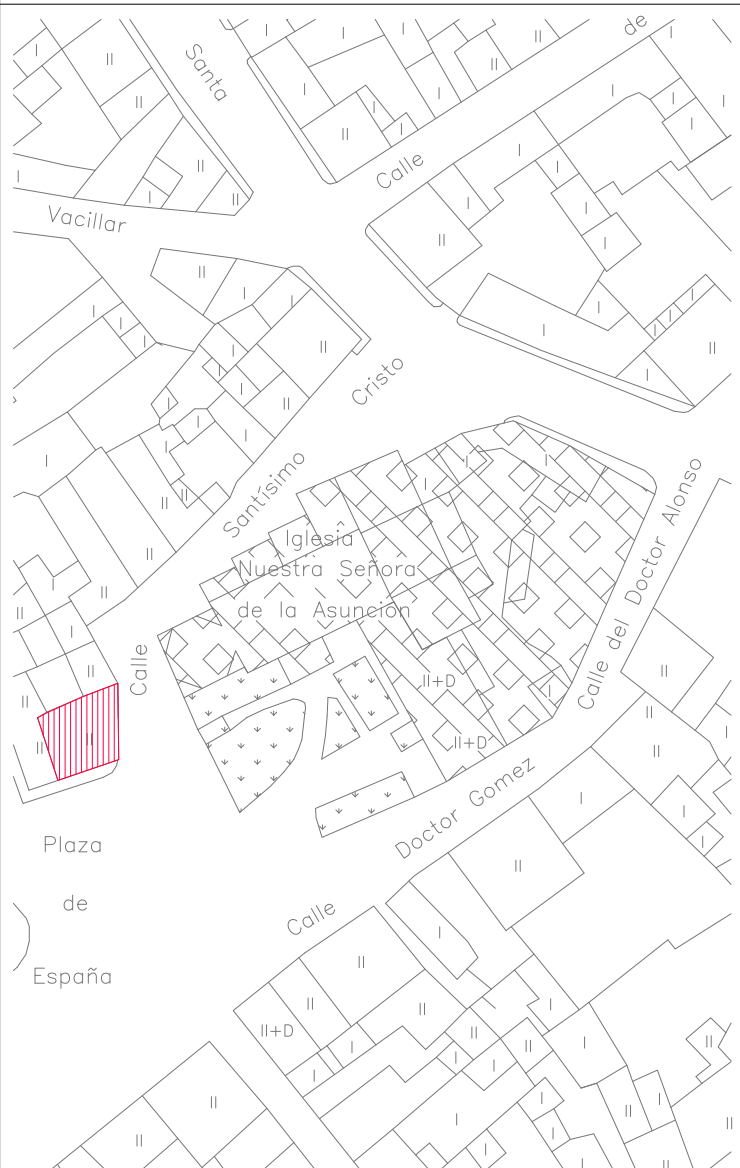 Santa
de
Calle
Vacillar
Cristo
Santísimo
Calle
Iglesia
Nuestra Señora
de la Asunción
Calle del Doctor Alonso
II+D
II+D
Doctor Gomez
Calle
Plaza
de
España
II+D